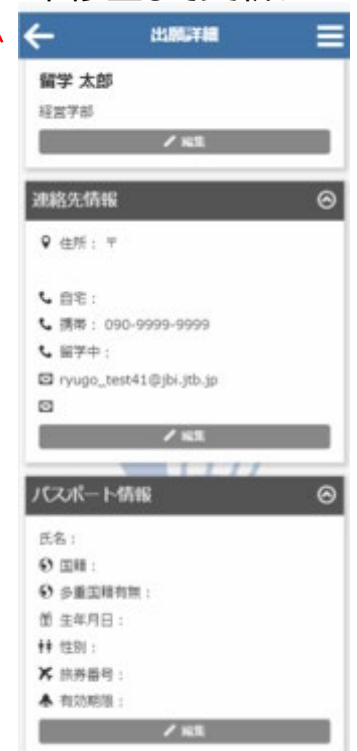 出願詳細
留学 太郎
経営学部
編集
連絡先情報
住所： 〒
自宅：
携帯： 090-9999-9999
留学中：
ryugo_test41@jbi.jtb.jp
編集
パスポート情報
氏名：
国籍：
多重国籍有無：
生年月日：
性別：
旅券番号：
有効期限：
編集